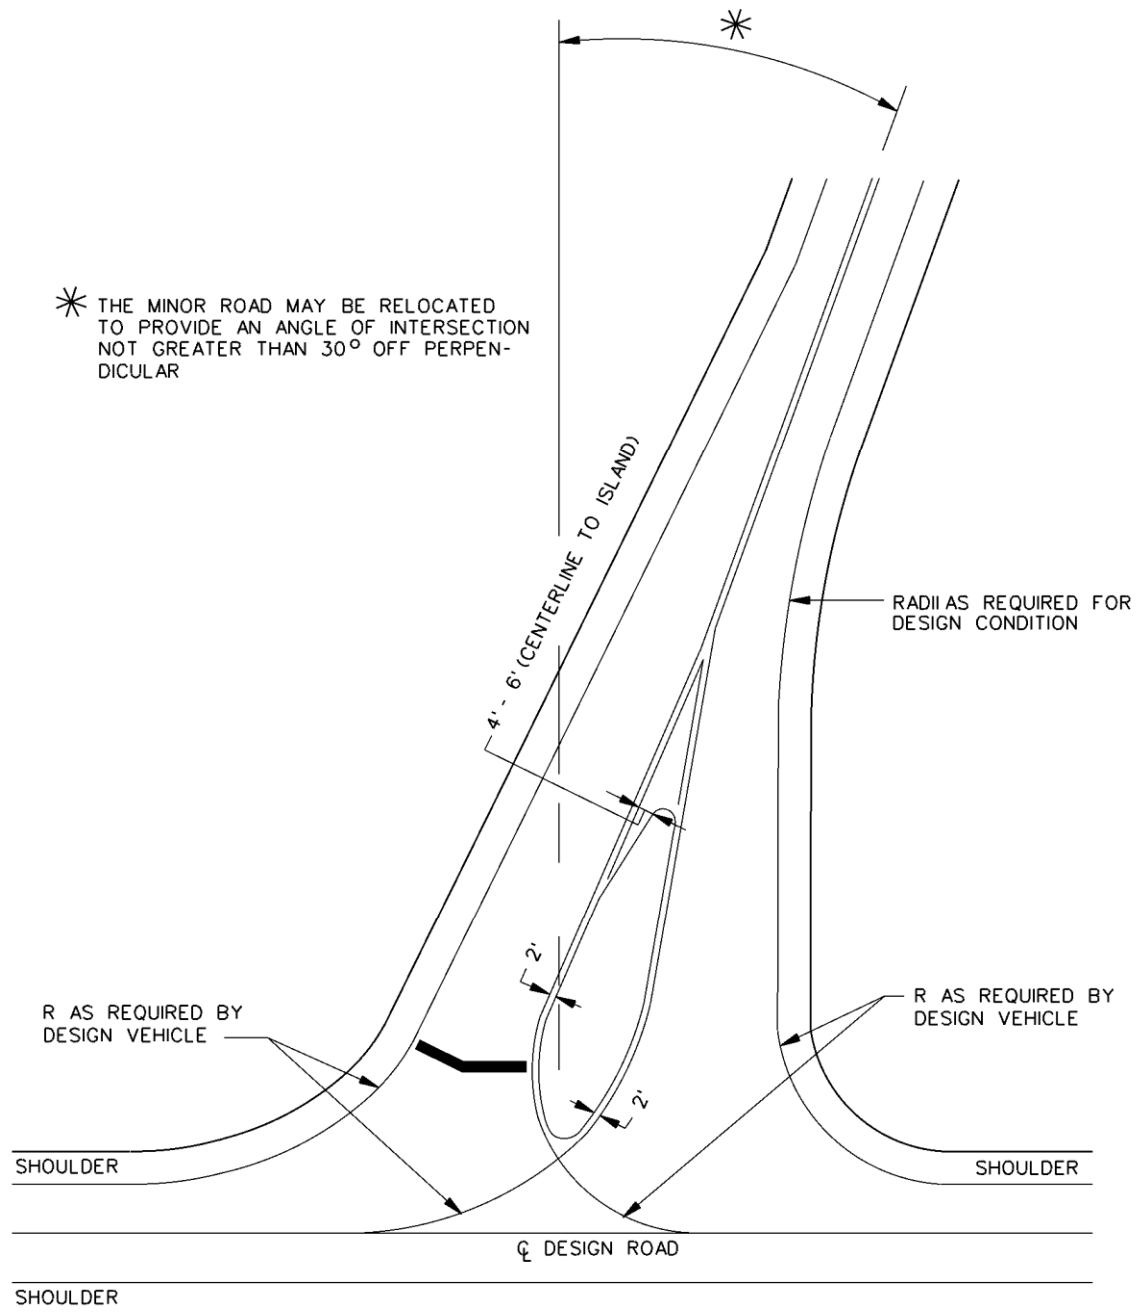 *
* THE MINOR ROAD MAY BE RELOCATED
TO PROVIDE AN ANGLE OF INTERSECTION
NOT GREATER THAN 30° OFF PERPEN-
DICULAR
4' - 6' (CENTERLINE TO ISLAND)
RADII AS REQUIRED FOR
DESIGN CONDITION
2'
R AS REQUIRED BY
DESIGN VEHICLE
R AS REQUIRED BY
DESIGN VEHICLE
2'
SHOULDER
SHOULDER
℄ DESIGN ROAD
SHOULDER